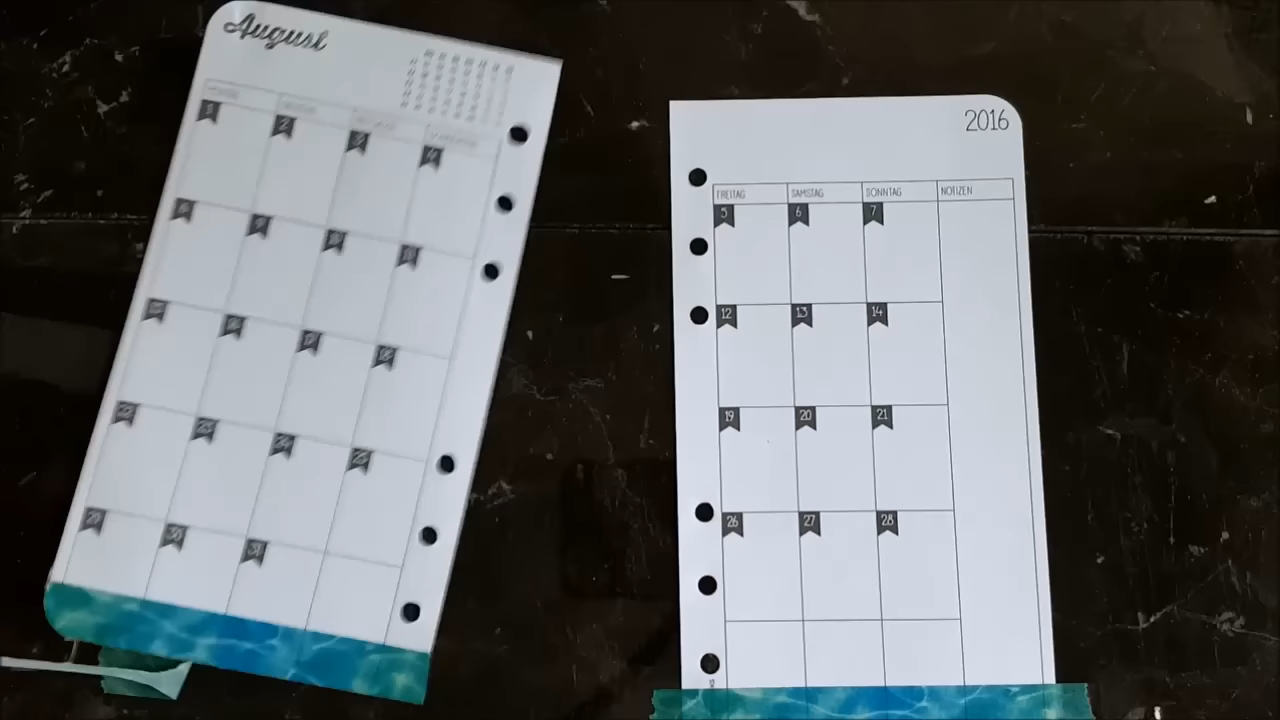 August
1 2 3 4
8 9 10 11
15 16 17 18
22 23 24 25
29 30 31
2016
FREITAG SAMSTAG SONNTAG NOTIZEN
5 6 7
12 13 14
19 20 21
26 27 28